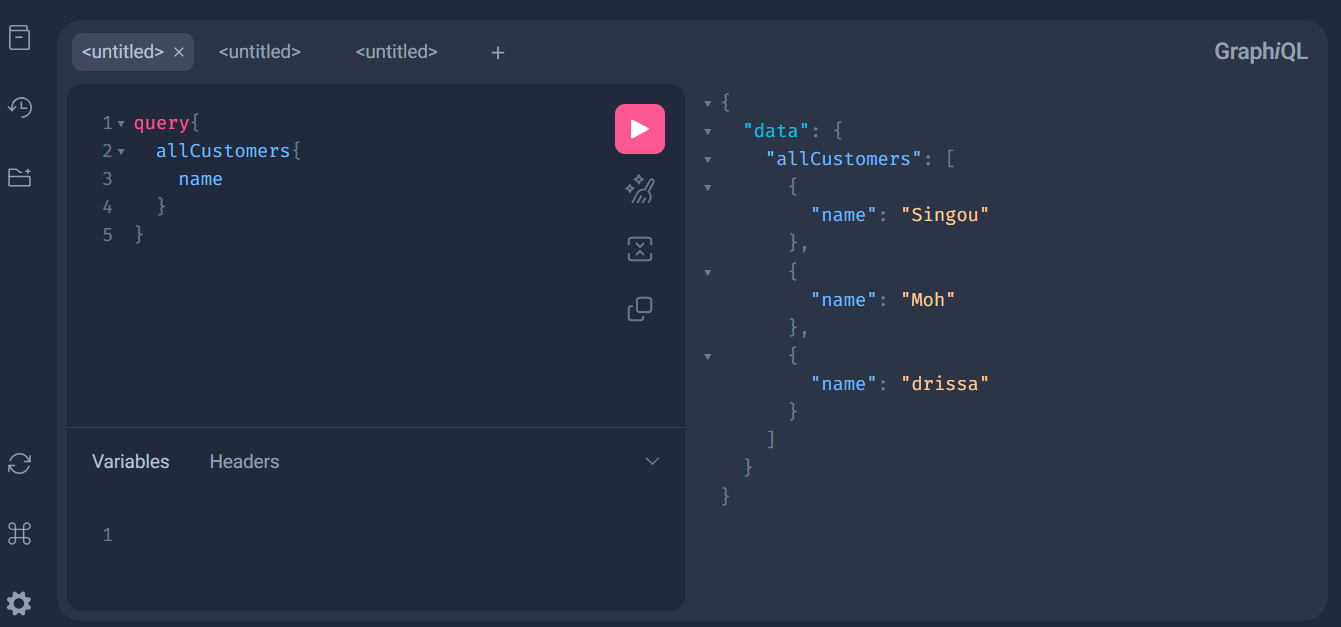 <untitled> × <untitled> <untitled> +
GraphiQL
1 query{
2   allCustomers{
3     name
4   }
5 }
Variables Headers
1
{
  "data": {
    "allCustomers": [
      {
        "name": "Singou"
      },
      {
        "name": "Moh"
      },
      {
        "name": "drissa"
      }
    ]
  }
}